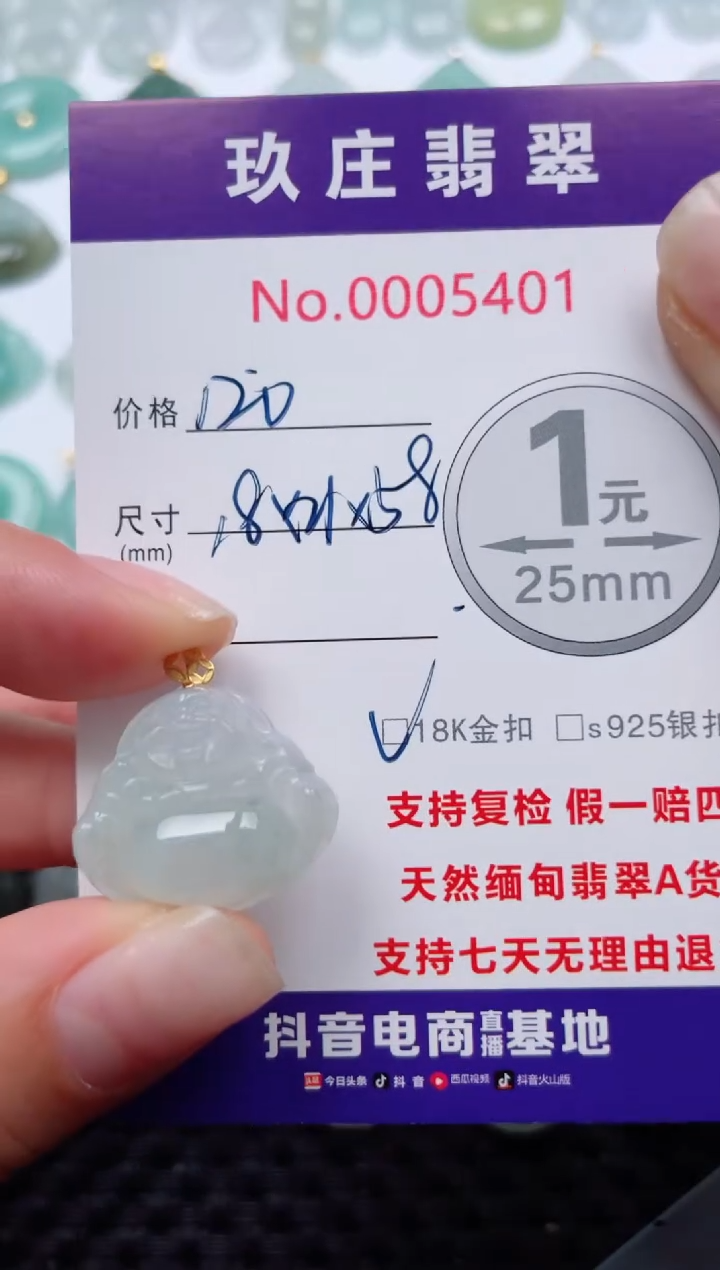 玖庄翡翠
No.0005401
价格 120
尺寸
(mm)
1元
25mm
□18K金扣 □s925银扣
支持复检 假一赔四
天然缅甸翡翠A货
支持七天无理由退
抖音电商直播基地
今日头条 抖音 西瓜视频 抖音火山版